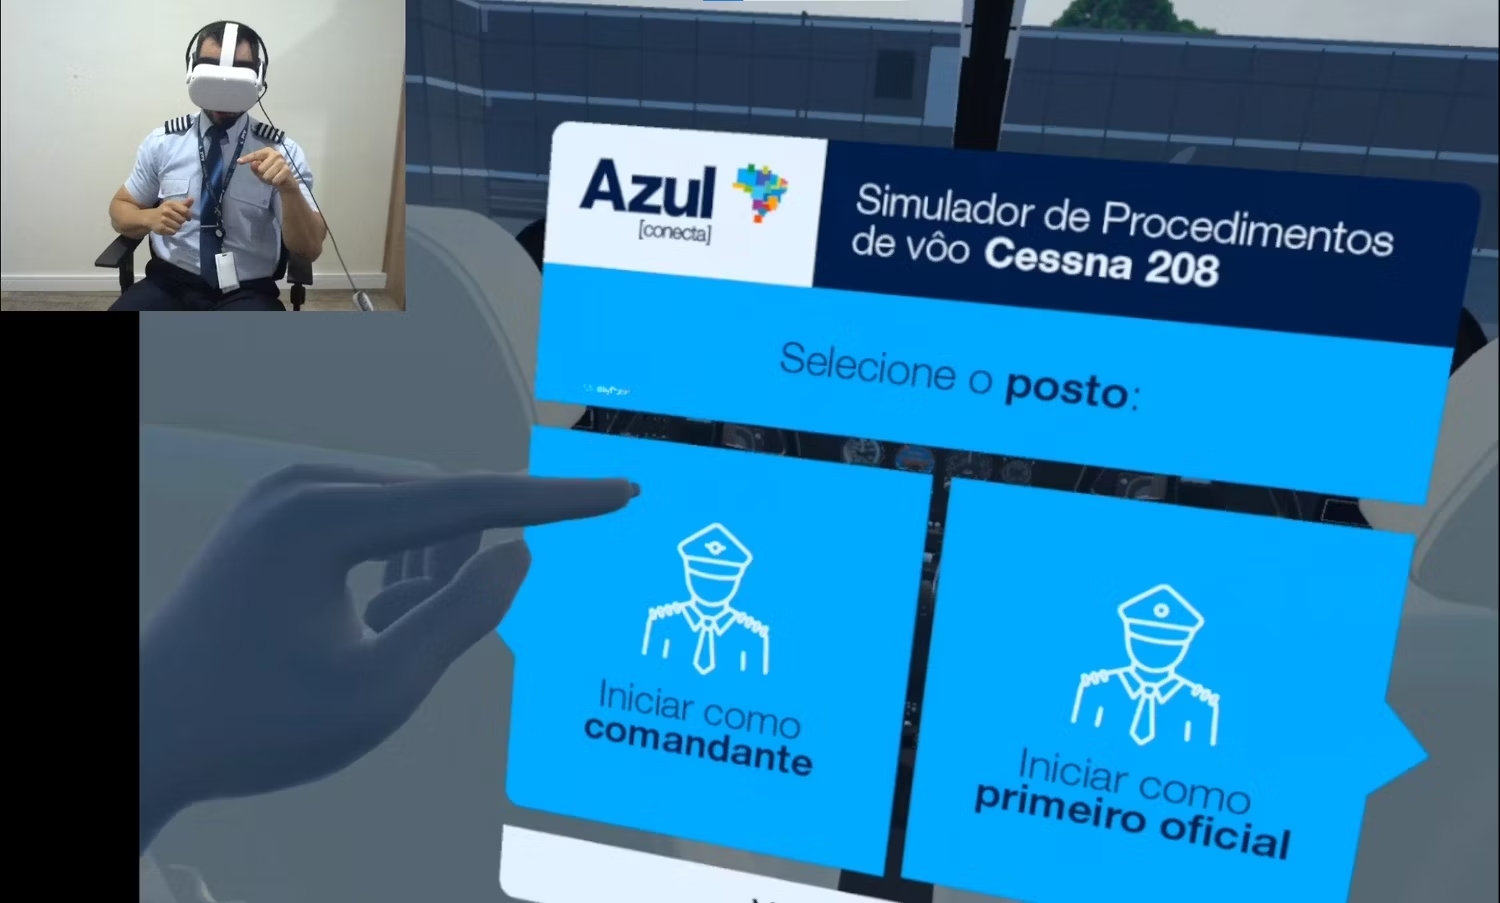 Azul
[conecta]
Simulador de Procedimentos
de vôo Cessna 208
Selecione o posto:
Iniciar como
comandante
Iniciar como
primeiro oficial